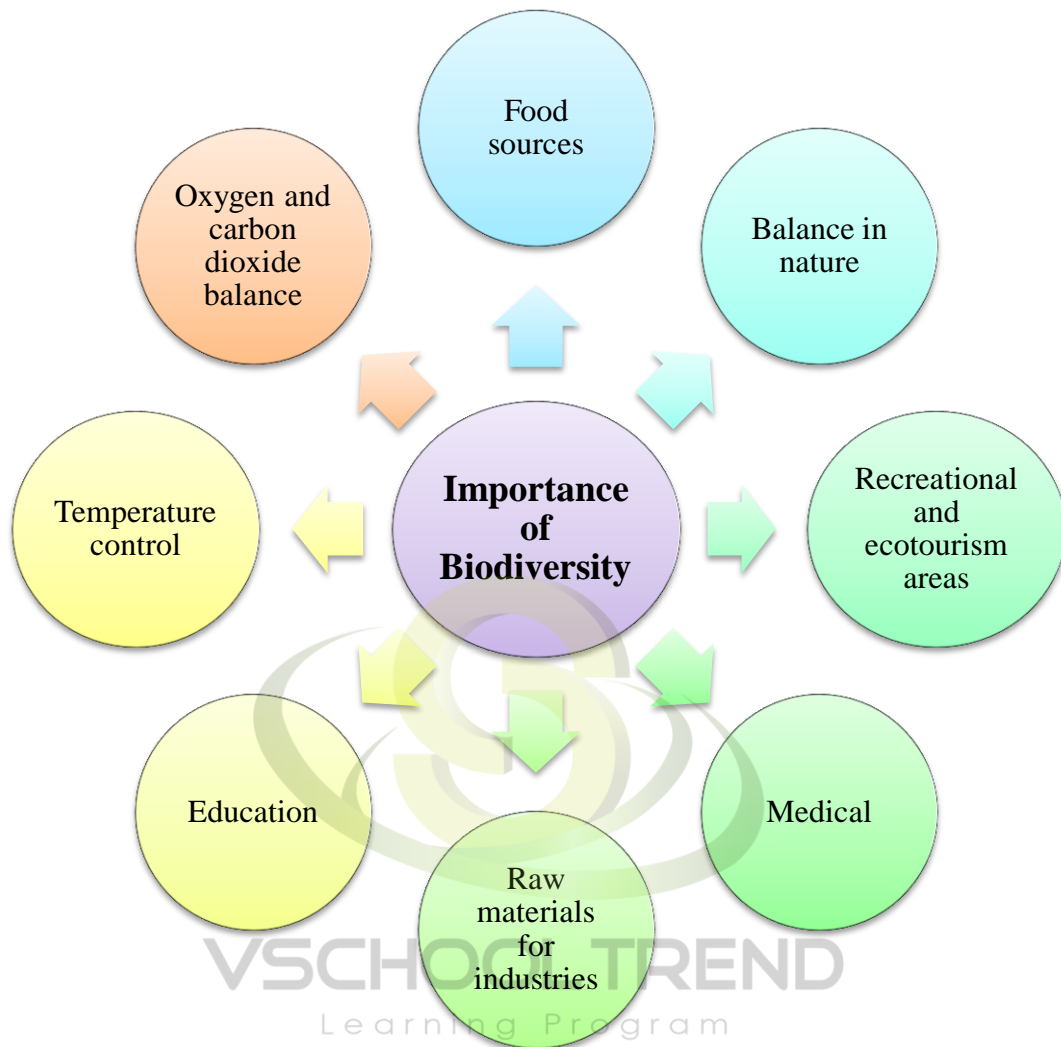 Food
sources
Oxygen and
carbon
dioxide
balance
Balance in
nature
Importance
of
Biodiversity
Temperature
control
Recreational
and
ecotourism
areas
Education
Medical
Raw
materials
for
industries
VSCHOOL TREND
Learning Program